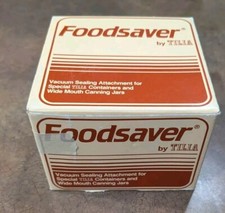 Foodsaver®
by TILIA
Vacuum Sealing Attachment for
Special TILIA Containers and
Wide Mouth Canning Jars
Foodsaver®
by TILIA
Vacuum Sealing Attachment for
Special TILIA Containers and
Wide Mouth Canning Jars